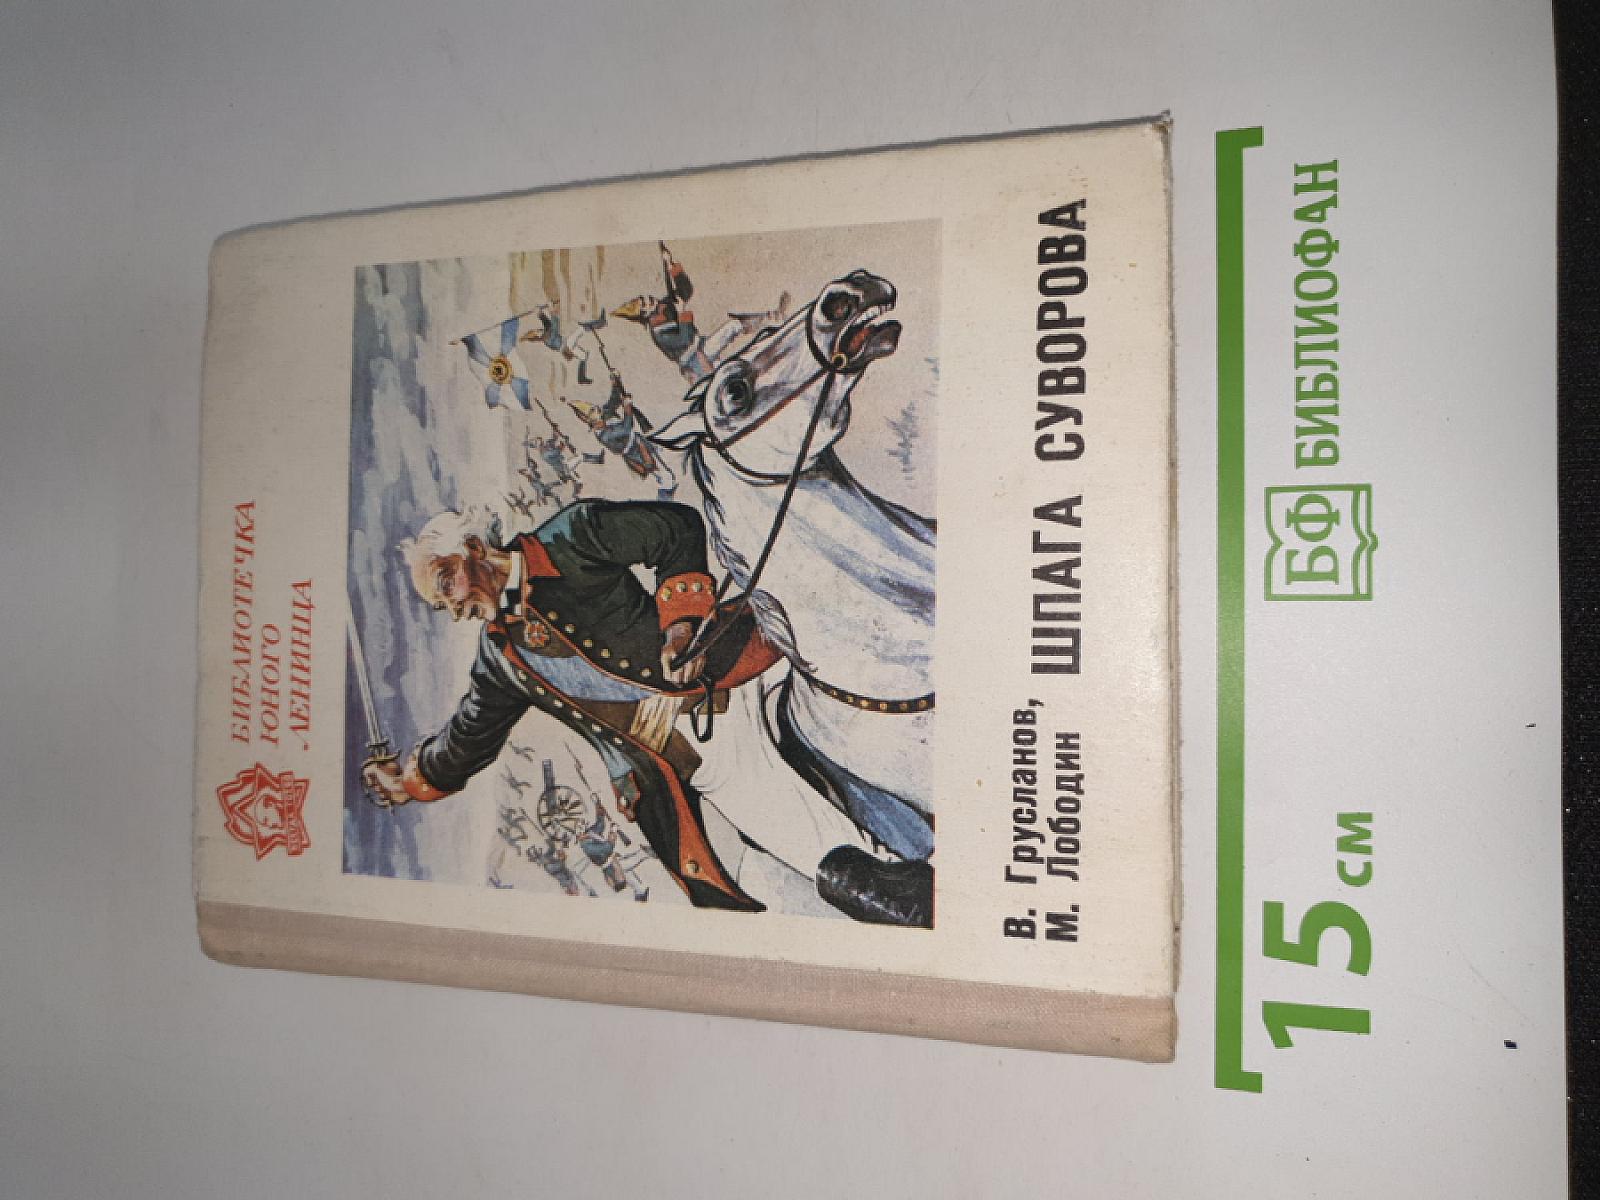 БИБЛИОТЕЧКА
ЮНОГО
ЛЕНИНЦА
В. Грусланов,
М. Лободин
ШПАГА СУВОРОВА
15 см
БФ БИБЛИОФАН